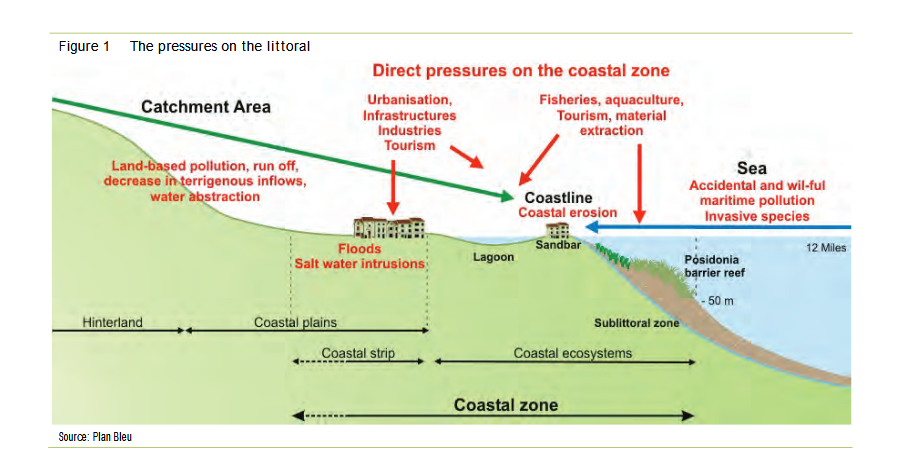 Figure 1 The pressures on the littoral
Direct pressures on the coastal zone
Catchment Area
Urbanisation,
Infrastructures
Industries
Tourism
Fisheries, aquaculture,
Tourism, material
extraction
Land-based pollution, run off,
decrease in terrigenous inflows,
water abstraction
Sea
Accidental and wil-ful
maritime pollution
Invasive species
Coastline
Coastal erosion
Floods
Salt water intrusions
Lagoon
Sandbar
12 Miles
Posidonia
barrier reef
- 50 m
Sublittoral zone
Hinterland
Coastal plains
Coastal strip
Coastal ecosystems
Coastal zone
Source: Plan Bleu